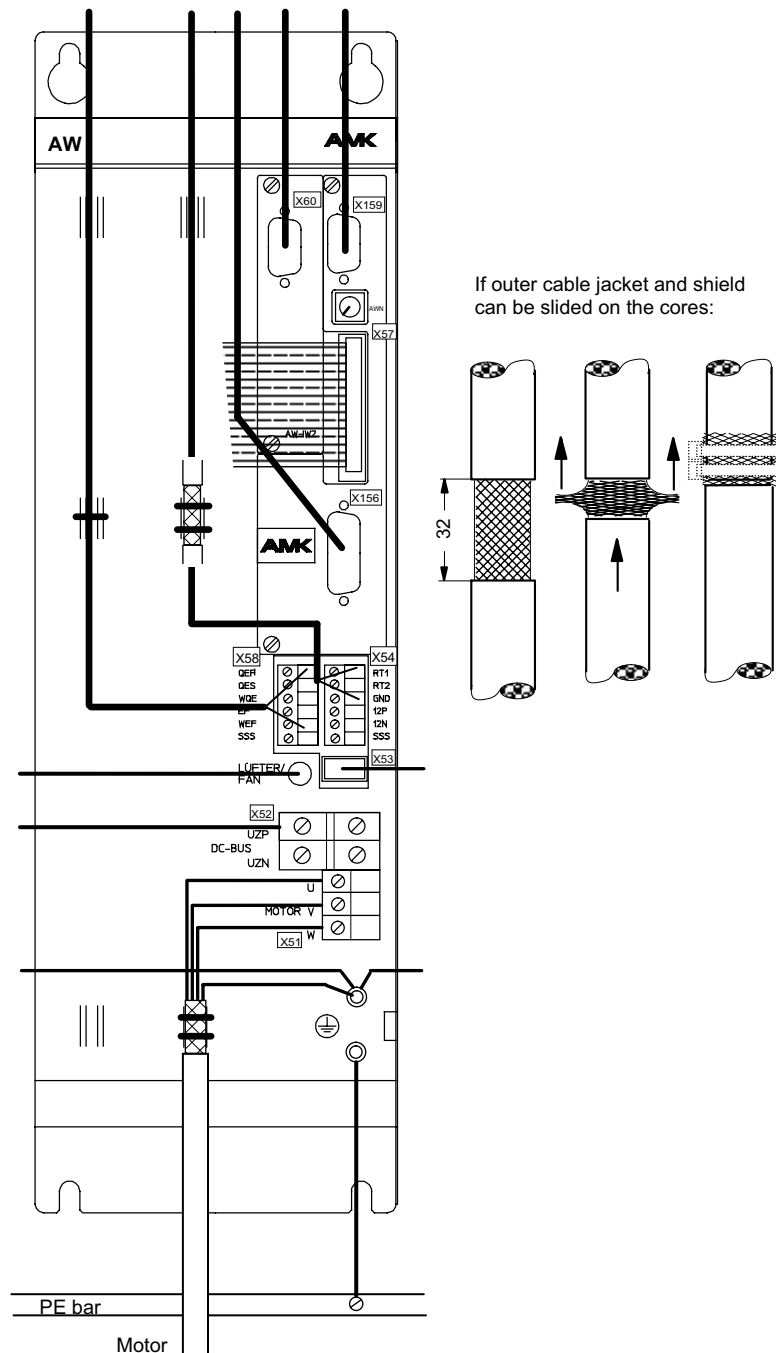 AW
AMK
X60
X159
If outer cable jacket and shield
can be slided on the cores:
AWN
X57
AW-IW2
X156
32
AMK
X58
X54
QEF
QES
WQE
EF
WEF
SSS
RT1
RT2
GND
12P
12N
SSS
LÜFTER/
FAN
X53
X52
UZP
DC-BUS
UZN
U
MOTOR V
X51
W
PE bar
Motor